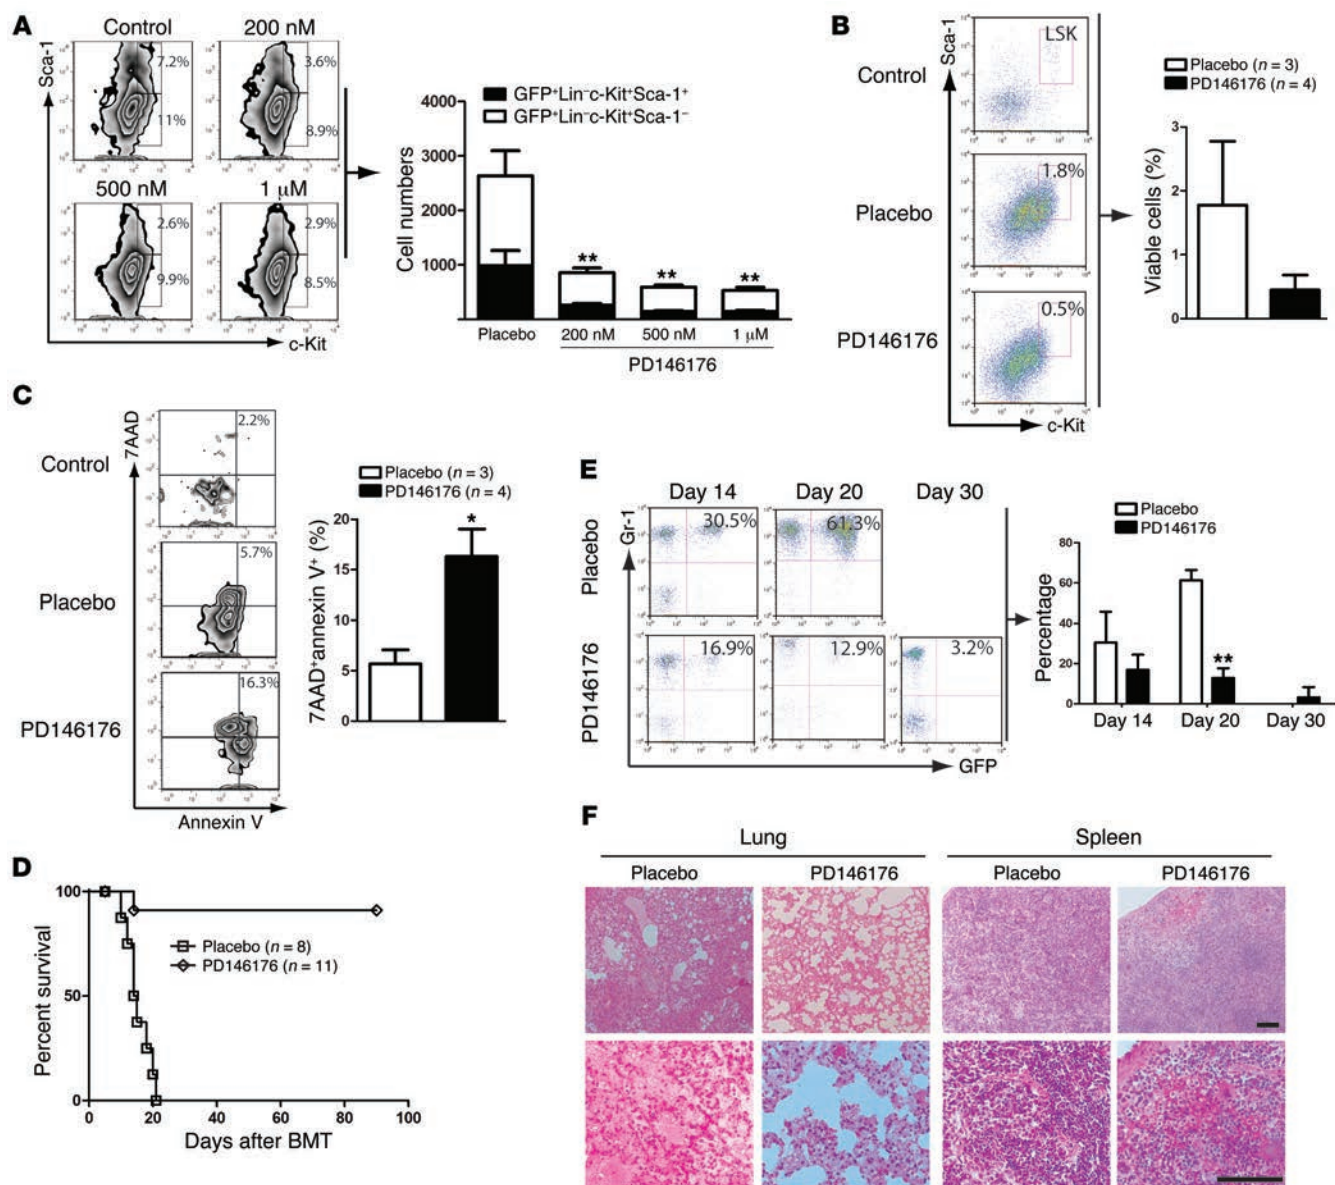 A
Control
200 nM
Sca-1
7.2%
11%
3.6%
8.9%
500 nM
1 μM
2.6%
9.9%
2.9%
8.5%
c-Kit
GFP⁺Lin⁻c-Kit⁺Sca-1⁺
GFP⁺Lin⁻c-Kit⁺Sca-1⁻
Cell numbers
4000
3000
2000
1000
**
**
**
Placebo
200 nM
500 nM
1 μM
PD146176
B
Sca-1
Control
LSK
Placebo
1.8%
PD146176
0.5%
c-Kit
Placebo (n = 3)
PD146176 (n = 4)
Viable cells (%)
3
2
1
0
C
7AAD
Control
2.2%
Placebo
5.7%
PD146176
16.3%
Annexin V
Placebo (n = 3)
PD146176 (n = 4)
7AAD⁺annexin V⁺ (%)
20
15
10
5
0
*
D
Percent survival
100
50
0
Placebo (n = 8)
PD146176 (n = 11)
0 20 40 60 80 100
Days after BMT
E
Day 14
Day 20
Day 30
Gr-1
Placebo
30.5%
61.3%
PD146176
16.9%
12.9%
3.2%
GFP
Placebo
PD146176
Percentage
80
60
40
20
0
**
Day 14
Day 20
Day 30
F
Lung
Spleen
Placebo
PD146176
Placebo
PD146176